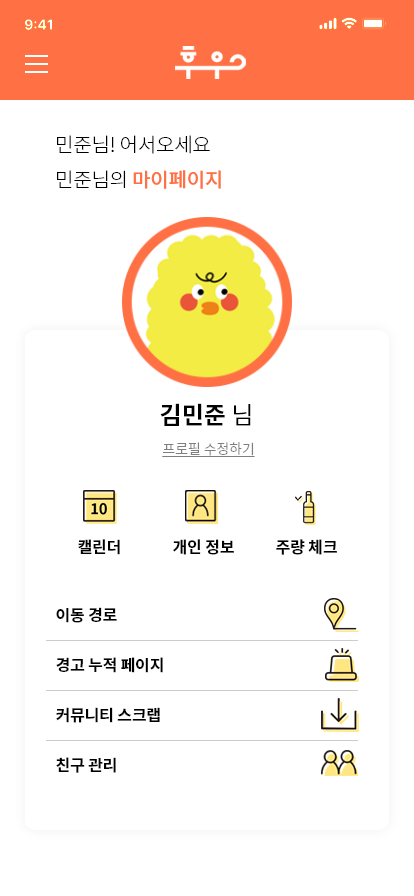 9:41
후우
민준님! 어서오세요
민준님의 마이페이지
김민준 님
프로필 수정하기
10
캘린더 개인 정보 주량 체크
이동 경로
경고 누적 페이지
커뮤니티 스크랩
친구 관리